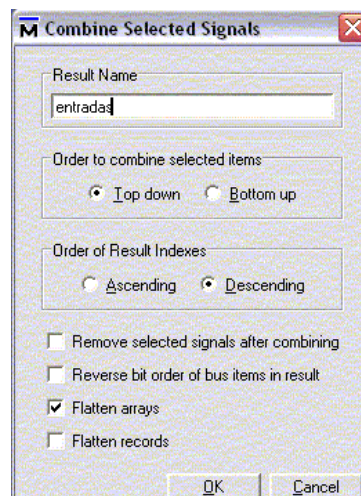 Combine Selected Signals
Result Name
entradas
Order to combine selected items
Top down Bottom up
Order of Result Indexes
Ascending Descending
Remove selected signals after combining
Reverse bit order of bus items in result
Flatten arrays
Flatten records
OK Cancel